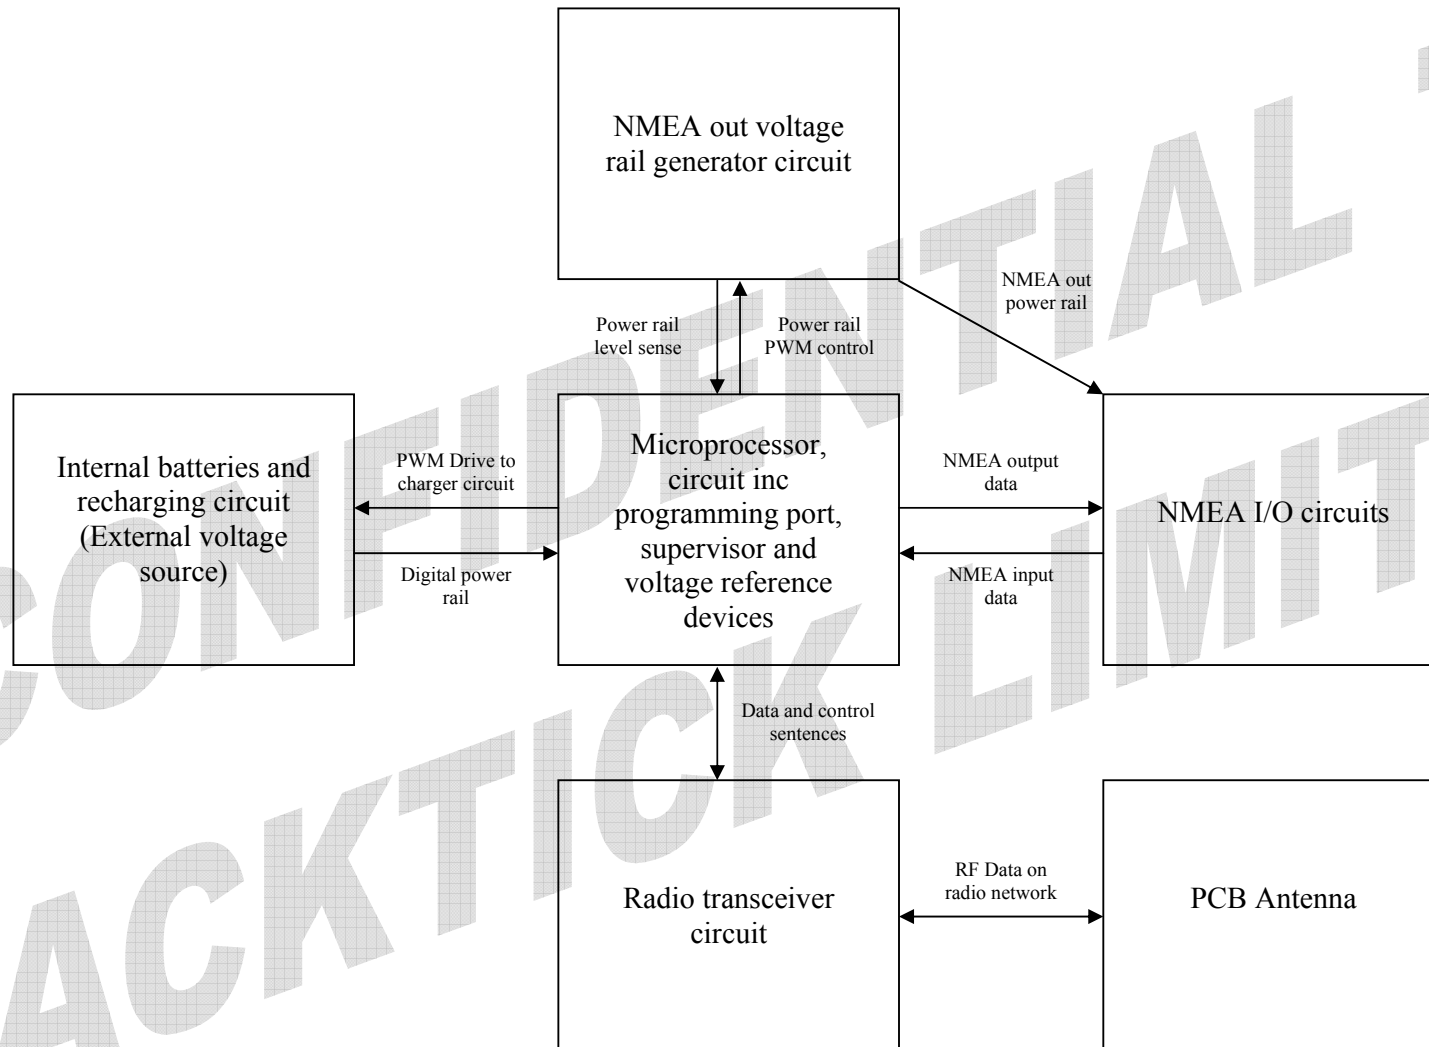 NMEA out voltage
rail generator circuit
NMEA out
power rail
Power rail
level sense
Power rail
PWM control
Internal batteries and
recharging circuit
(External voltage
source)
PWM Drive to
charger circuit
Digital power
rail
Microprocessor,
circuit inc
programming port,
supervisor and
voltage reference
devices
NMEA output
data
NMEA input
data
NMEA I/O circuits
Data and control
sentences
Radio transceiver
circuit
RF Data on
radio network
PCB Antenna
CONFIDENTIAL
ACKTICK LIMIT